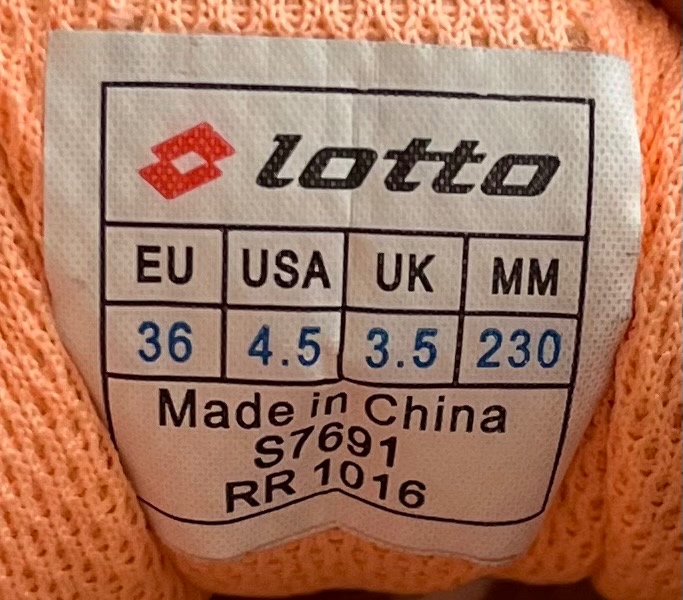 lotto
EU USA UK MM
36 4.5 3.5 230
Made in China
S7691
RR 1016